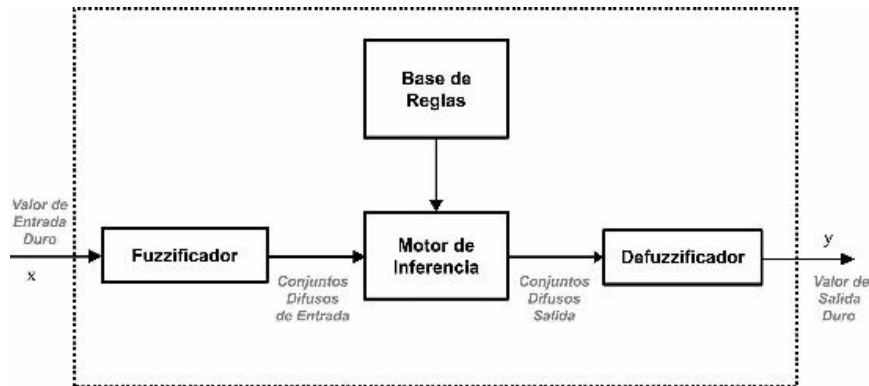 Base de
Reglas
Valor de
Entrada
Duro
x
Fuzzificador
Conjuntos
Difusos
de Entrada
Motor de
Inferencia
Conjuntos
Difusos
Salida
Defuzzificador
y
Valor de
Salida
Duro